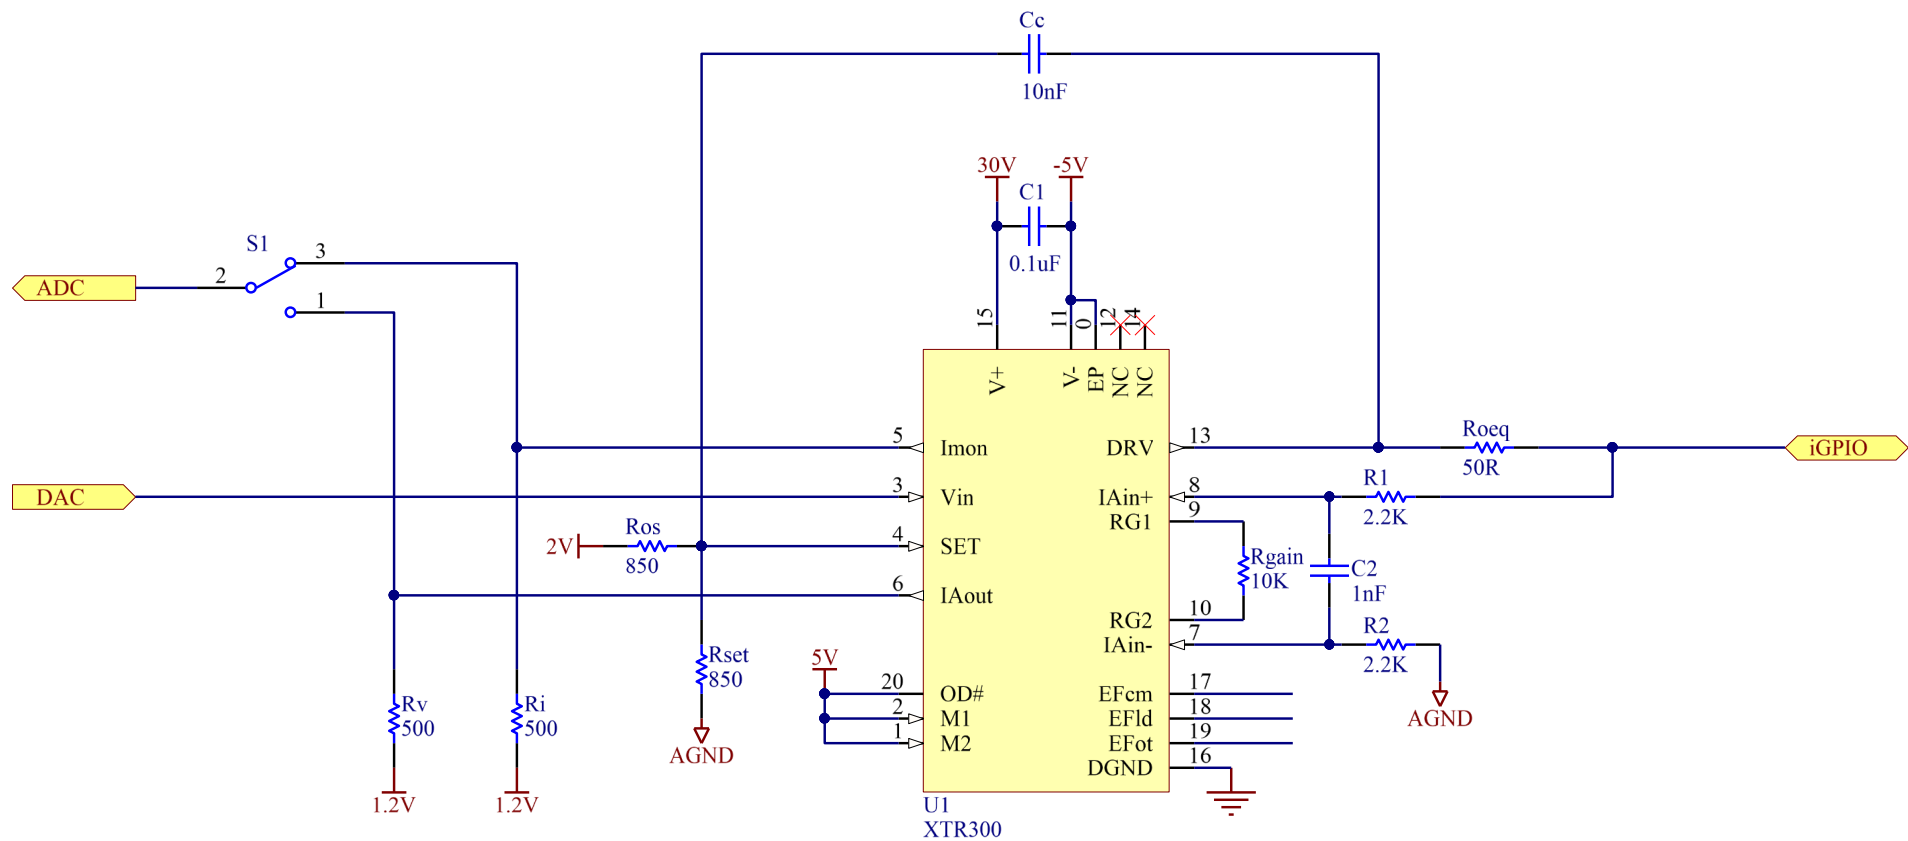 Cc
10nF
30V
-5V
C1
0.1uF
S1
3
2
ADC
1
15
11
0
12
14
V+
V-
EP
NC
NC
5
Imon
DRV
13
Roeq
50R
iGPIO
DAC
3
Vin
IAin+
8
R1
2.2K
RG1
9
2V
Ros
850
4
SET
Rgain
10K
C2
1nF
6
IAout
RG2
10
IAin-
7
R2
2.2K
AGND
Rset
850
AGND
5V
20
OD#
2
M1
1
M2
EFcm
17
EFld
18
EFot
19
DGND
16
Rv
500
Ri
500
1.2V
1.2V
U1
XTR300